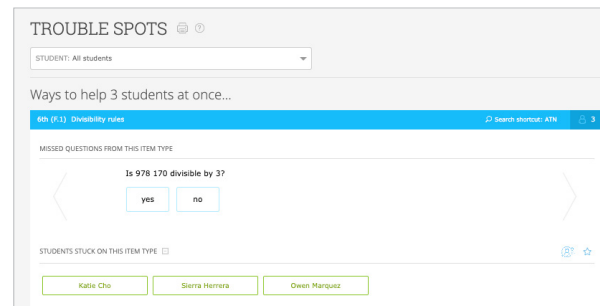 TROUBLE SPOTS
STUDENT: All students
Ways to help 3 students at once...
6th (F.1) Divisibility rules
Search shortcut: ATN
3
MISSED QUESTIONS FROM THIS ITEM TYPE
Is 978 170 divisible by 3?
yes no
STUDENTS STUCK ON THIS ITEM TYPE
Katie Cho Sierra Herrera Owen Marquez